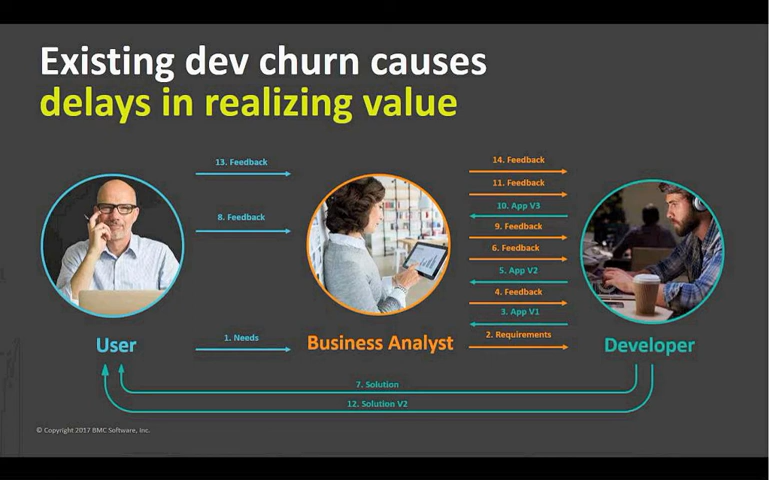 Existing dev churn causes
delays in realizing value
13. Feedback
8. Feedback
1. Needs
14. Feedback
11. Feedback
10. App V3
9. Feedback
6. Feedback
5. App V2
4. Feedback
3. App V1
2. Requirements
User
Business Analyst
Developer
7. Solution
12. Solution V2
© Copyright 2017 BMC Software, Inc.